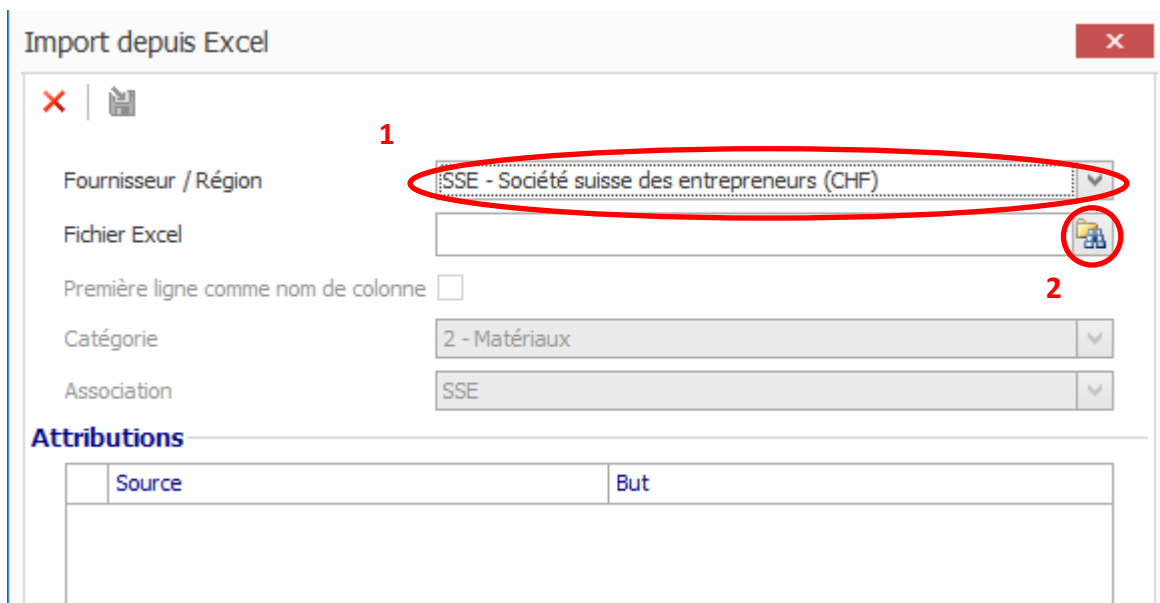 Import depuis Excel
1
Fournisseur / Région
SSE - Société suisse des entrepreneurs (CHF)
Fichier Excel
Première ligne comme nom de colonne
2
Catégorie
2 - Matériaux
Association
SSE
Attributions
Source
But